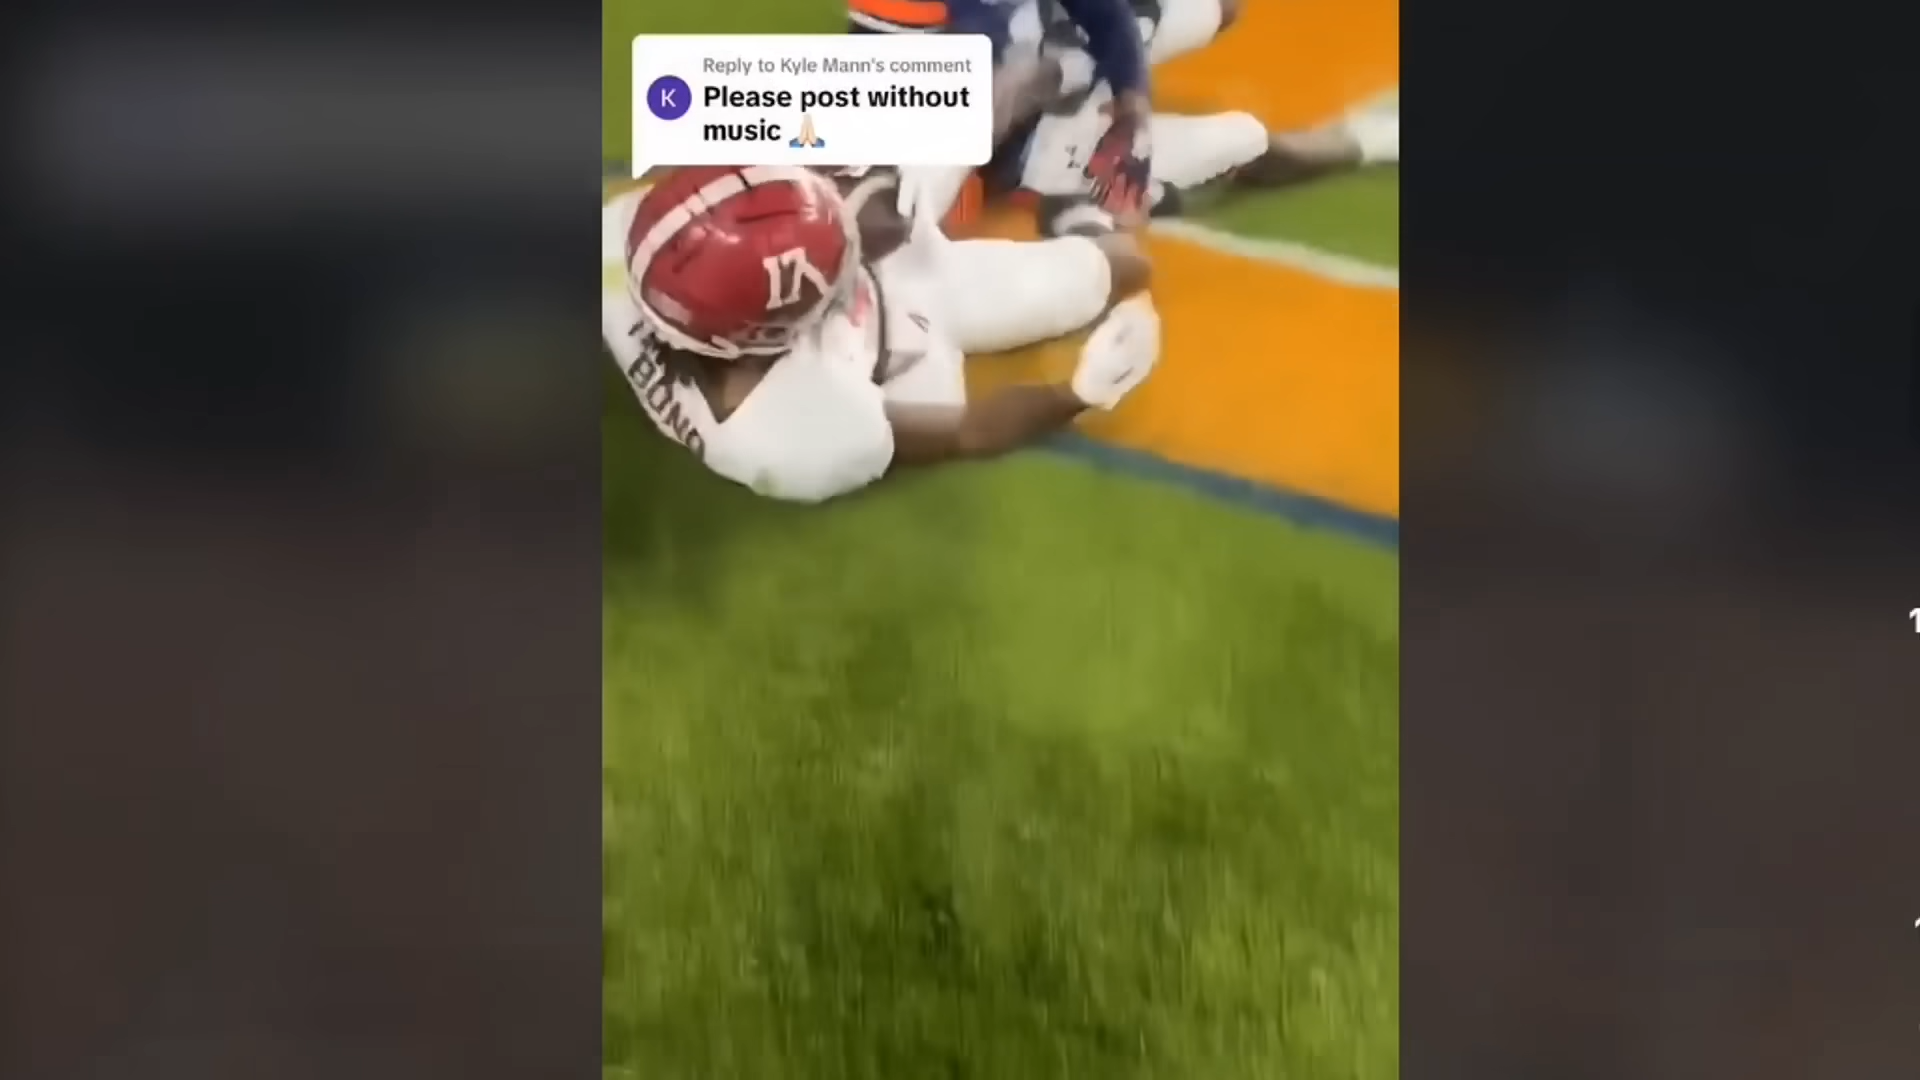 Reply to Kyle Mann's comment
K
Please post without
music 🙏🏻
17
BOND